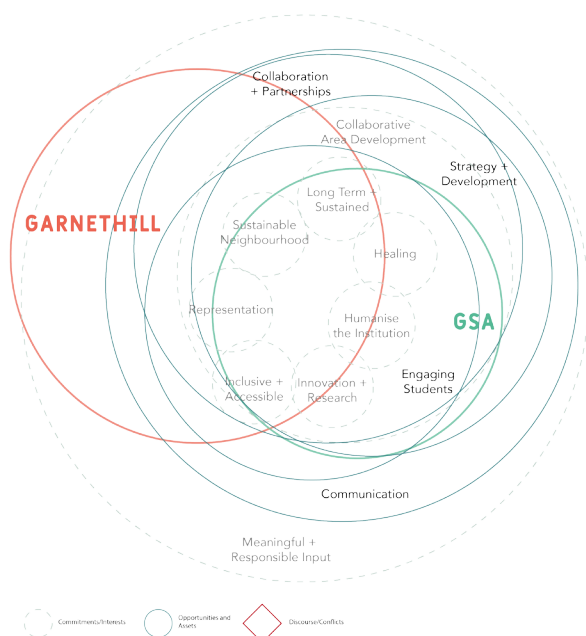 Collaboration
+ Partnerships
Collaborative
Area Development
Strategy +
Development
Long Term +
Sustained
GARNETHILL
Sustainable
Neighbourhood
Healing
Representation
Humanise
the Institution
GSA
Inclusive +
Accessible
Innovation +
Research
Engaging
Students
Communication
Meaningful +
Responsible Input
Commitments/Interests
Opportunities and
Assets
Discourse/Conflicts